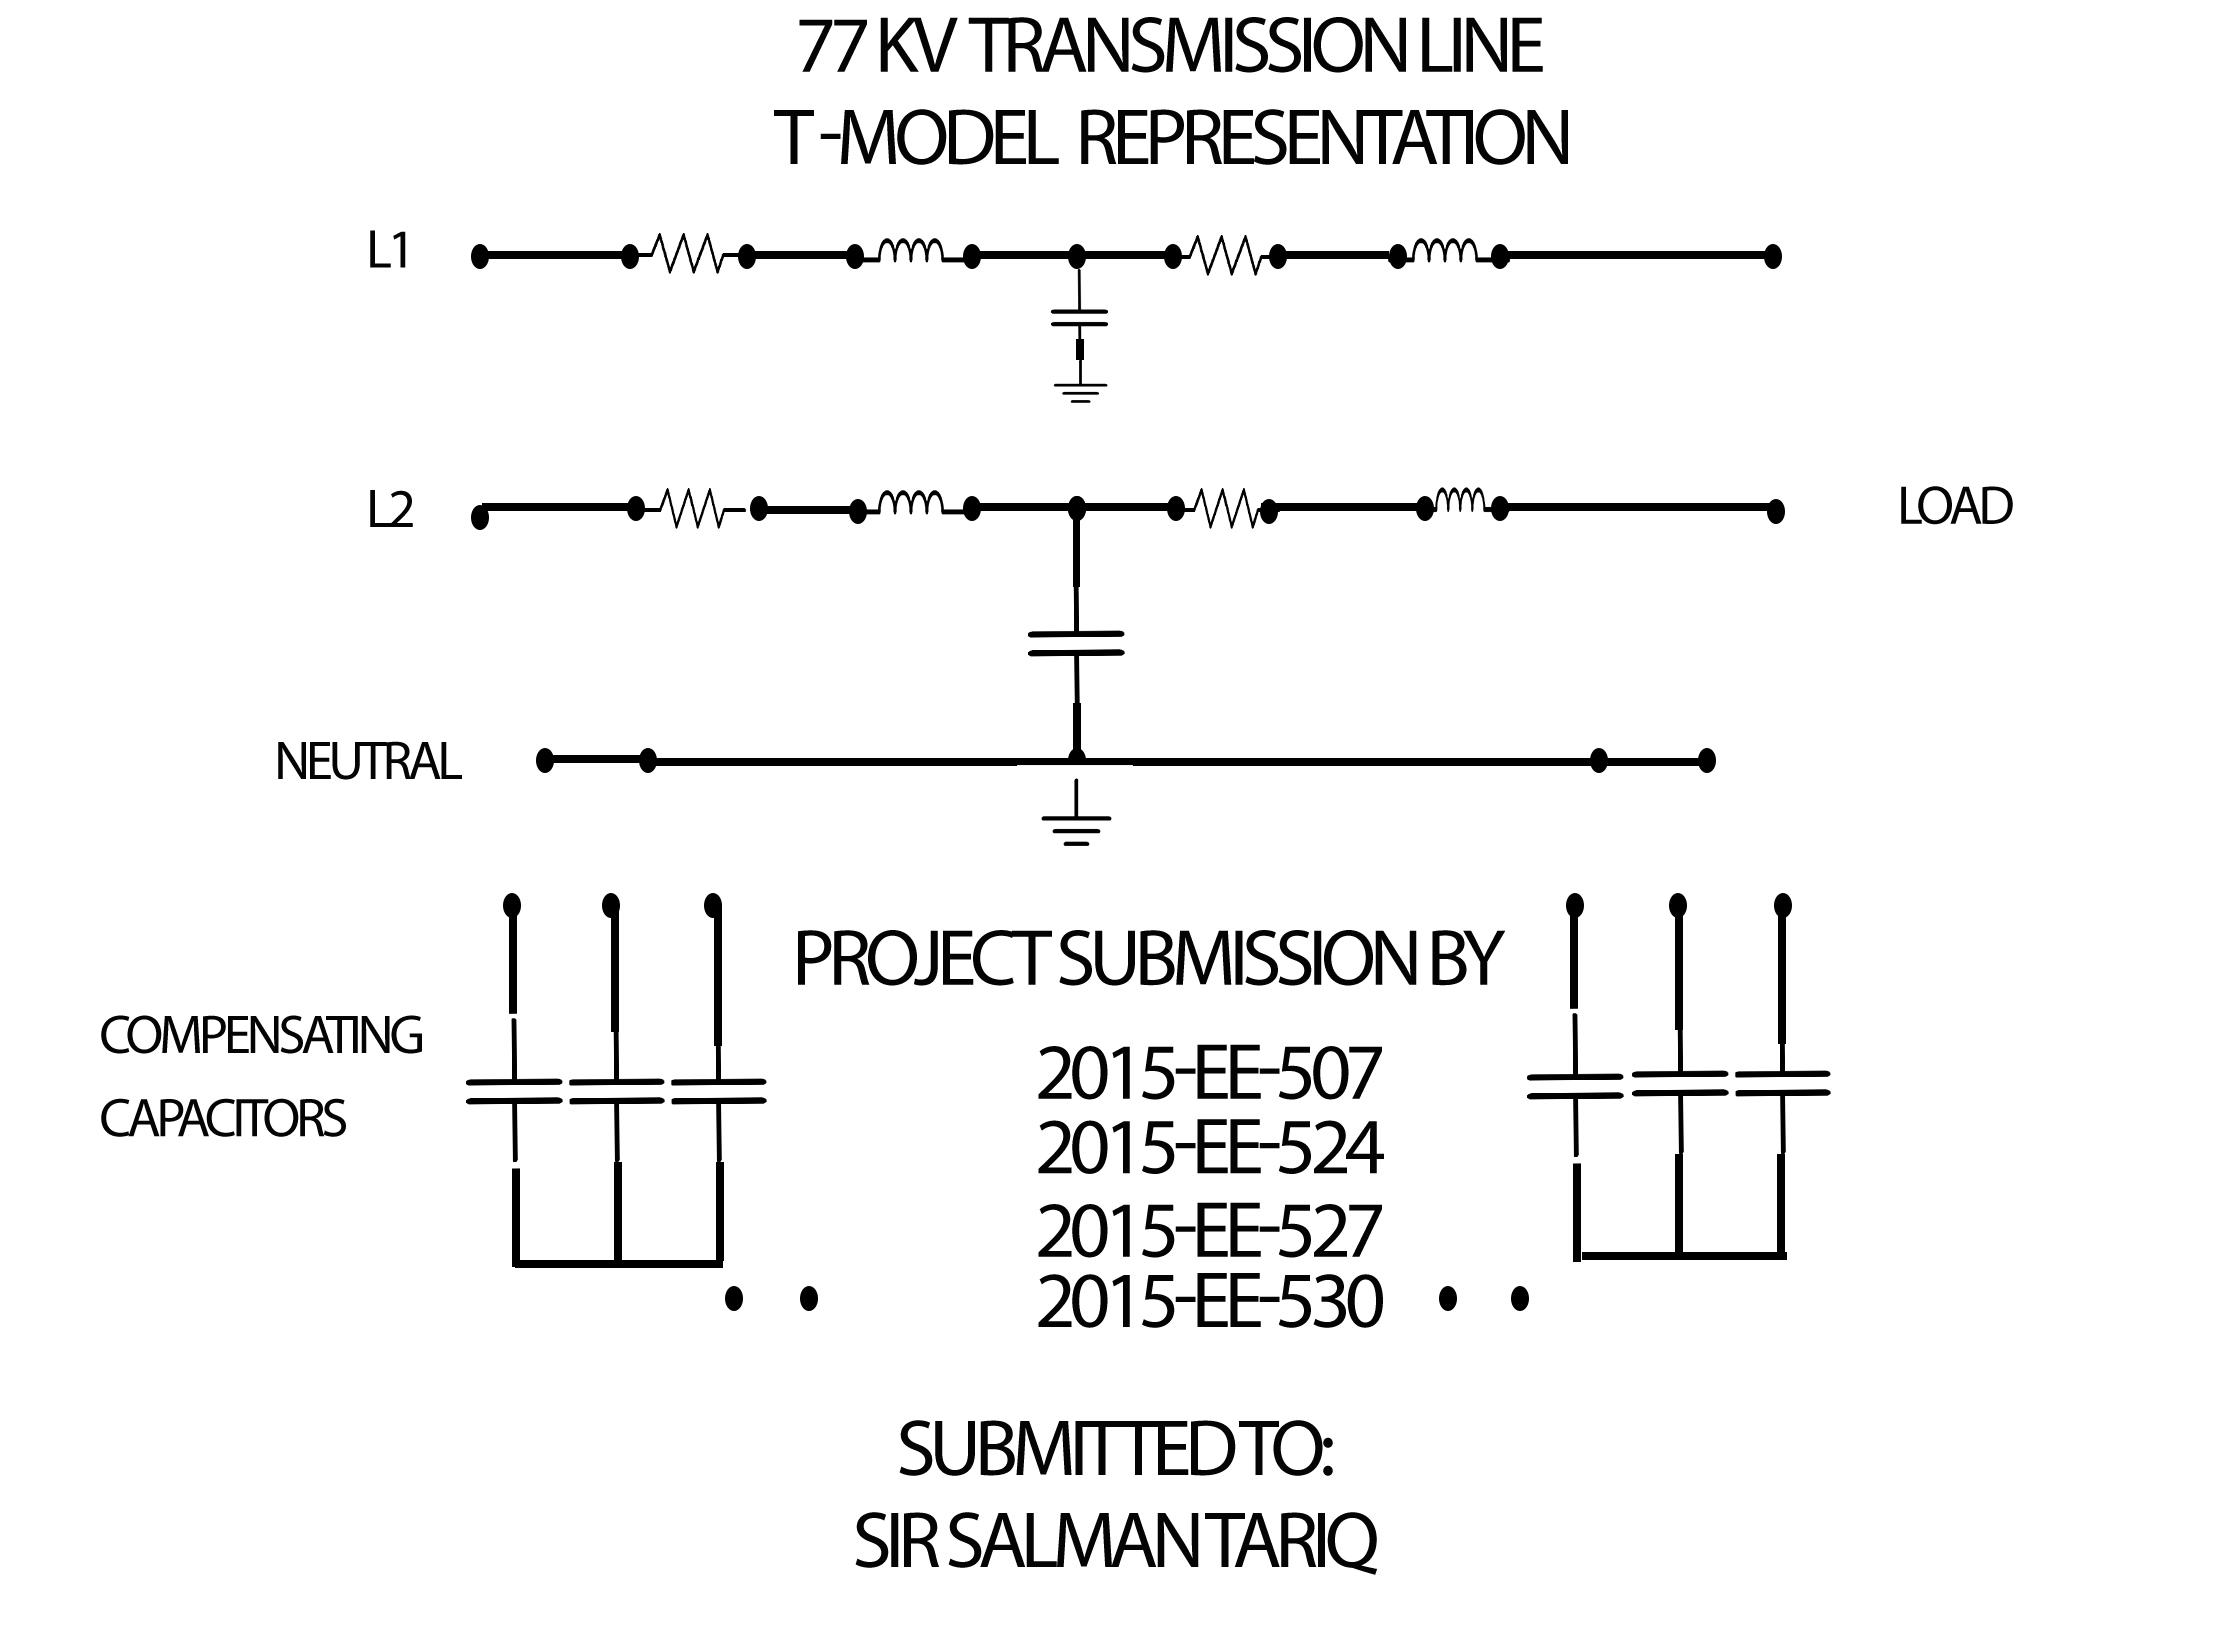 77 KV TRANSMISSION LINE
T-MODEL REPRESENTATION
L1
L2
LOAD
NEUTRAL
PROJECT SUBMISSION BY
COMPENSATING
CAPACITORS
2015-EE-507
2015-EE-524
2015-EE-527
2015-EE-530
SUBMITTED TO:
SIR SALMAN TARIQ